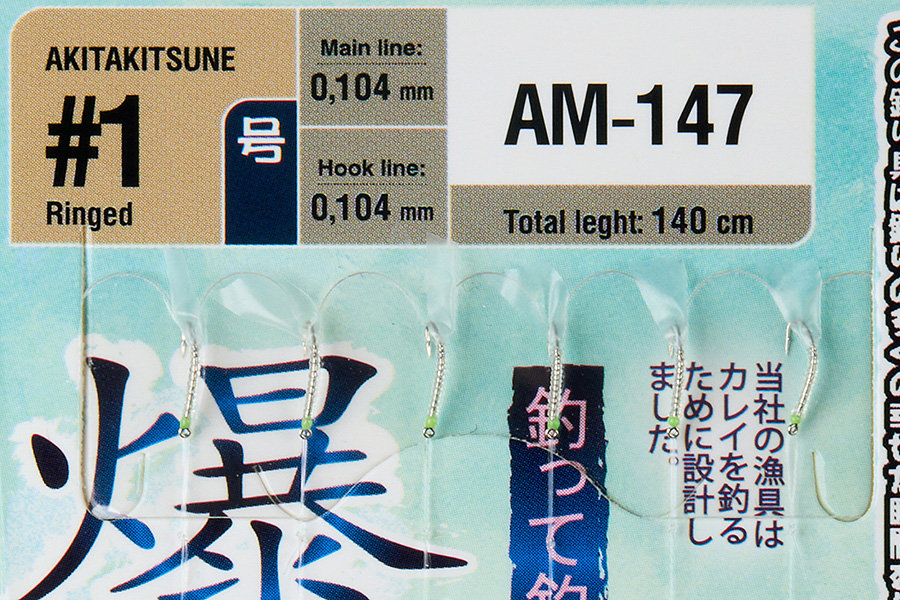 AKITAKITSUNE
#1
Ringed
号
Main line:
0,104 mm
Hook line:
0,104 mm
AM-147
Total leght: 140 cm
爆
釣って釣
当社の漁具は
カレイを釣る
ために設計し
ました。